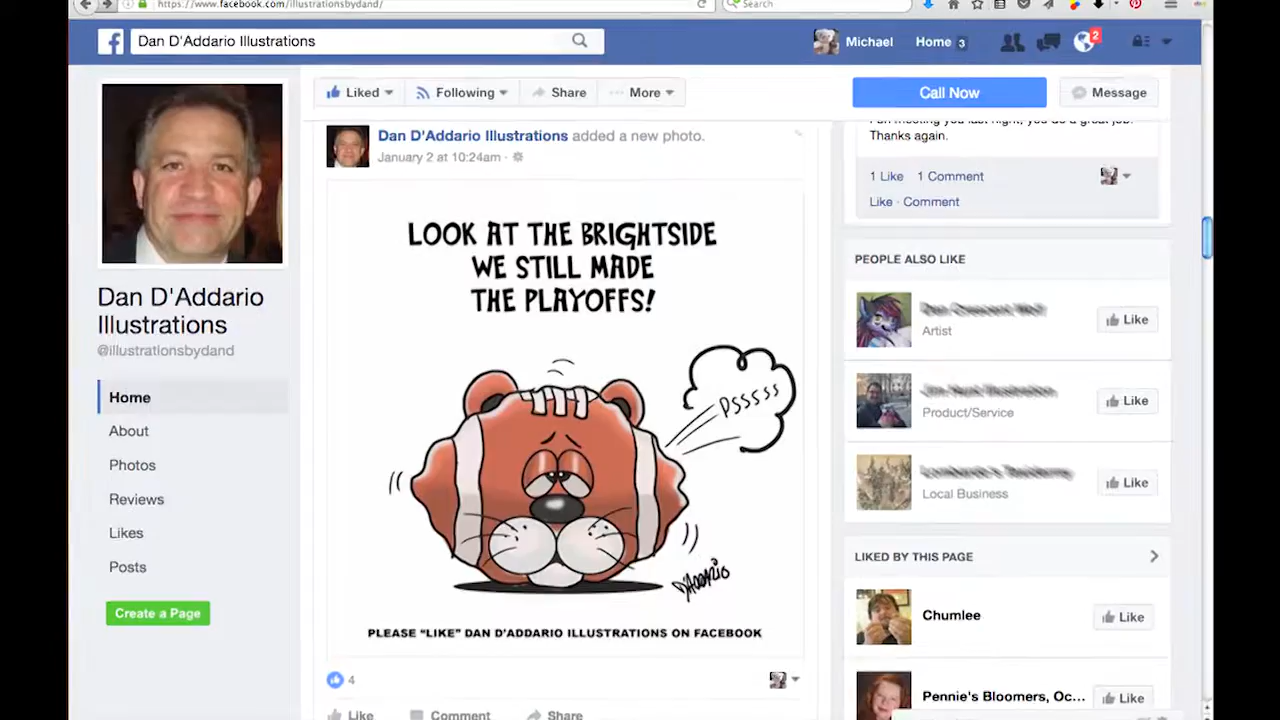 https://www.facebook.com/illustrationsbydand/
Search
Dan D'Addario Illustrations
Michael
Home 3
2
Liked
Following
Share
More
Call Now
Message
Dan D'Addario
Illustrations
@illustrationsbydand
Home
About
Photos
Reviews
Likes
Posts
Create a Page
Dan D'Addario Illustrations added a new photo.
January 2 at 10:24am
LOOK AT THE BRIGHTSIDE
WE STILL MADE
THE PLAYOFFS!
PSSSSS
D'ADDARIO
PLEASE “LIKE” DAN D'ADDARIO ILLUSTRATIONS ON FACEBOOK
4
Like
Comment
Share
Thanks again.
1 Like 1 Comment
Like · Comment
PEOPLE ALSO LIKE
Artist
Like
Product/Service
Like
Local Business
Like
LIKED BY THIS PAGE
Chumlee
Like
Pennie's Bloomers, Oc...
Like